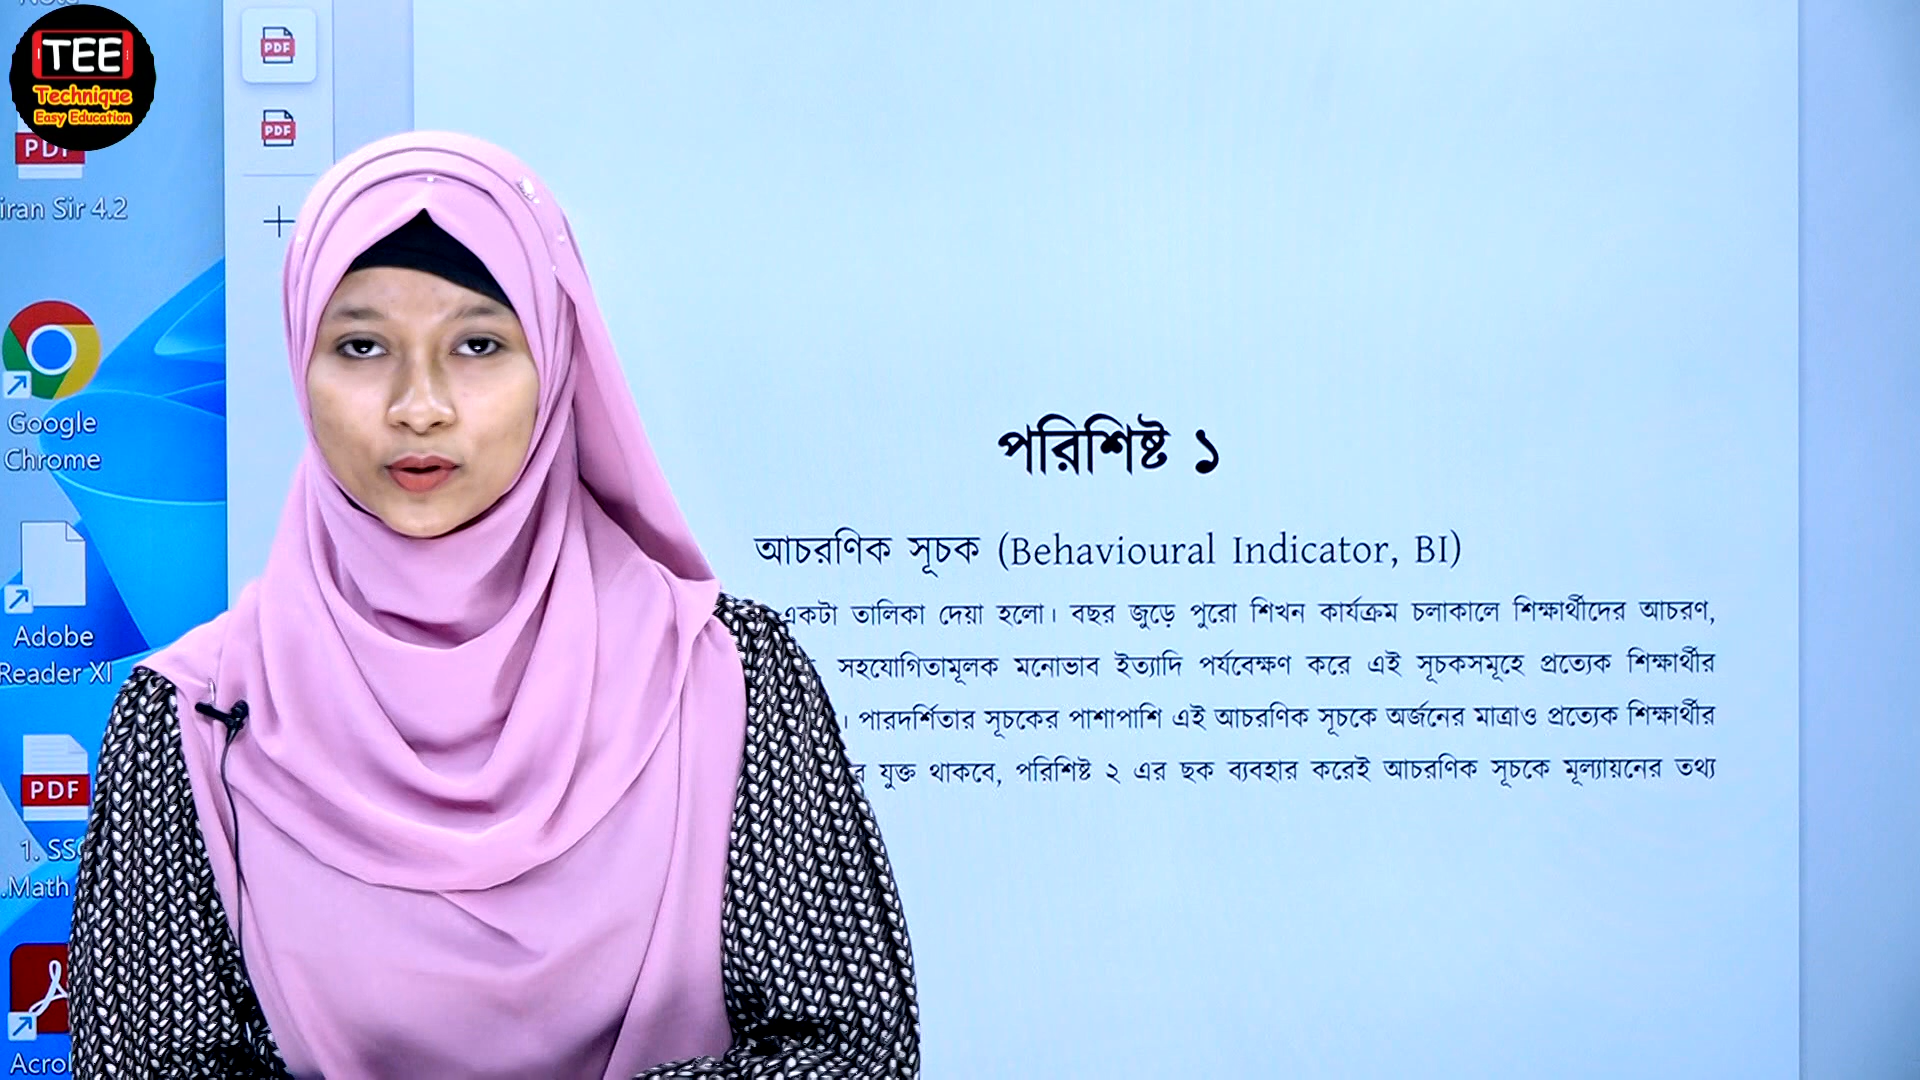 TEE
Technique
Easy Education
PDF
PDF
PDF
iran Sir 4.2
Google
Chrome
Adobe
Reader XI
PDF
1. SS
.Math
Acro
পরিশিষ্ট ১
আচরণিক সূচক (Behavioural Indicator, BI)
একটা তালিকা দেয়া হলো। বছর জুড়ে পুরো শিখন কার্যক্রম চলাকালে শিক্ষার্থীদের আচরণ,
সহযোগিতামূলক মনোভাব ইত্যাদি পর্যবেক্ষণ করে এই সূচকসমূহে প্রত্যেক শিক্ষার্থীর
। পারদর্শিতার সূচকের পাশাপাশি এই আচরণিক সূচকে অর্জনের মাত্রাও প্রত্যেক শিক্ষার্থীর
যুক্ত থাকবে, পরিশিষ্ট ২ এর ছক ব্যবহার করেই আচরণিক সূচকে মূল্যায়নের তথ্য